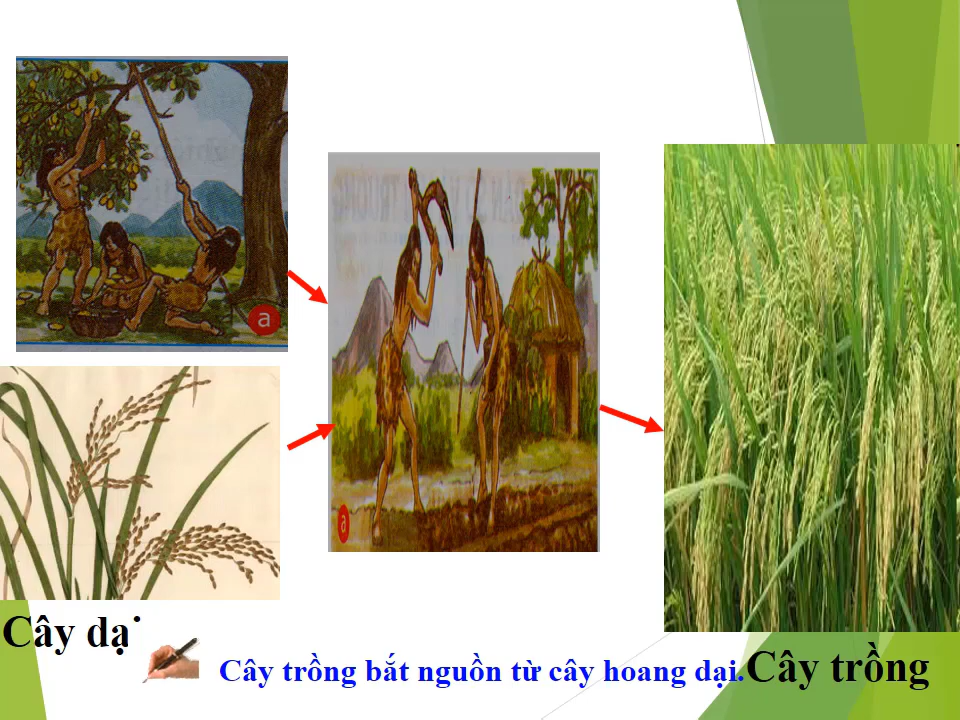 a
a
Cây dại
Cây trồng bắt nguồn từ cây hoang dại.
Cây trồng